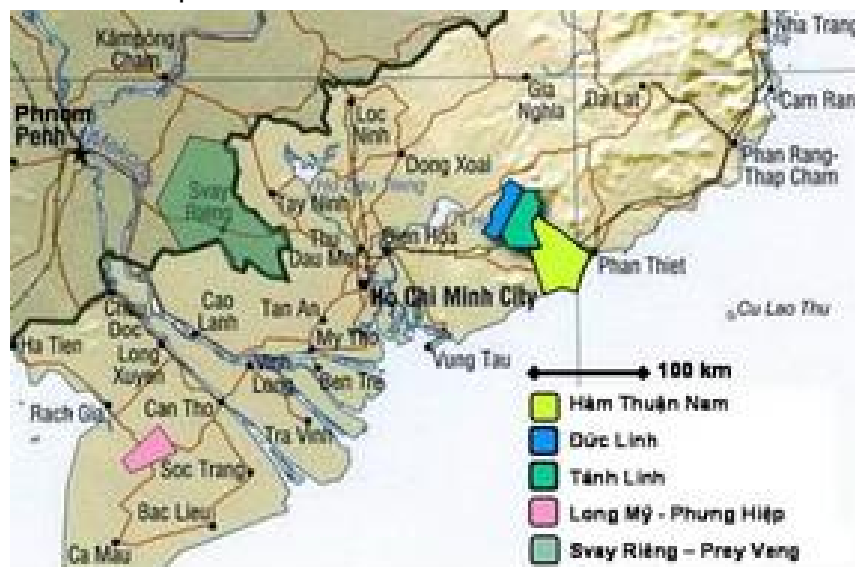 Nha Trang
Kâmpóng
Cham
Phnom
Penh
Loc
Ninh
Gia
Nghla
Da Lat
Cam Ran
Dong Xoai
Phan Rang-
Thap Cham
Svay
Rieng
Tay Ninh
Thu
Dau Mot
Bien Hoa
Phan Thiet
Ho Chi Minh City
Cao
Lanh
Tan An
Chau
Doc
Cu Lao Thu
Ha Tien
Long
Xuyen
My Tho
Vung Tau
Vinh
Long
Ben Tre
100 km
Rach Gia
Can Tho
Hàm Thuận Nam
Tra Vinh
Đức Linh
Soc Trang
Tánh Linh
Bac Lieu
Long Mỹ - Phụng Hiệp
Ca Mau
Svay Riêng – Prey Veng